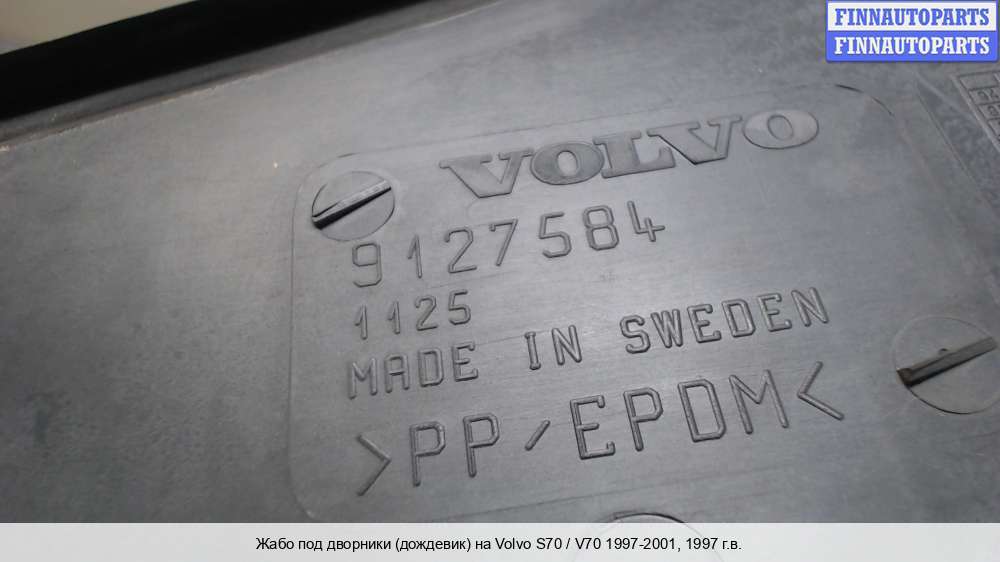 FINNAUTOPARTS
FINNAUTOPARTS
VOLVO
9127584
1125
MADE IN SWEDEN
>PP/EPDM<
Жабо под дворники (дождевик) на Volvo S70 / V70 1997-2001, 1997 г.в.